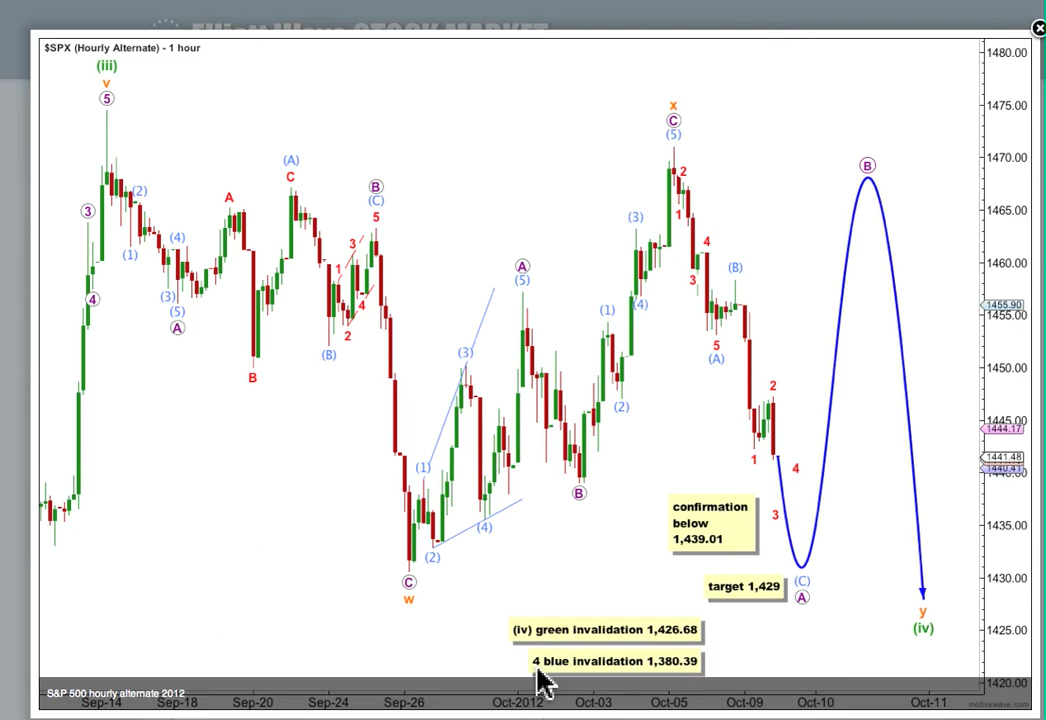 Elliott Wave STOCK MARKET
$SPX (Hourly Alternate) - 1 hour
1480.00
(iii)
v
5
x
C
(5)
1475.00
1470.00
1465.00
1460.00
1455.90
1455.00
1450.00
1445.00
1444.17
1441.48
1440.41
1435.00
1430.00
1425.00
1420.00
3
4
(2)
(1)
(4)
(3)
(5)
A
A
B
(A)
C
B
(C)
5
1
3
2
4
(B)
C
w
(1)
(2)
(3)
(4)
A
(5)
B
(1)
(2)
(3)
(4)
2
1
4
3
5
(A)
(B)
2
1
4
3
B
confirmation
below
1,439.01
target 1,429
(C)
A
y
(iv)
(iv) green invalidation 1,426.68
4 blue invalidation 1,380.39
S&P 500 hourly alternate 2012
Sep-14 Sep-18 Sep-20 Sep-24 Sep-26 Oct-2012 Oct-03 Oct-05 Oct-09 Oct-10 Oct-11
motivewave.com